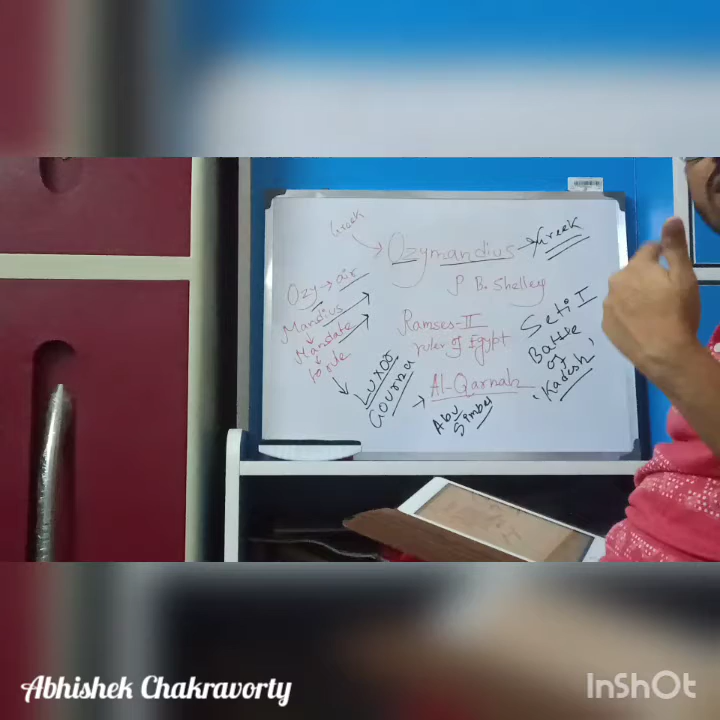 Greek
Ozymandius → Greek
P B. Shelley
Ozy → air
Mandius
Mandate
to rule
Ramses-II
ruler of Egypt
Seti I
Battle
of
'Kadesh'
Luxor
Gourna
→ Al-Qarnah
Abu
Simbel
Abhishek Chakravorty
InShOt